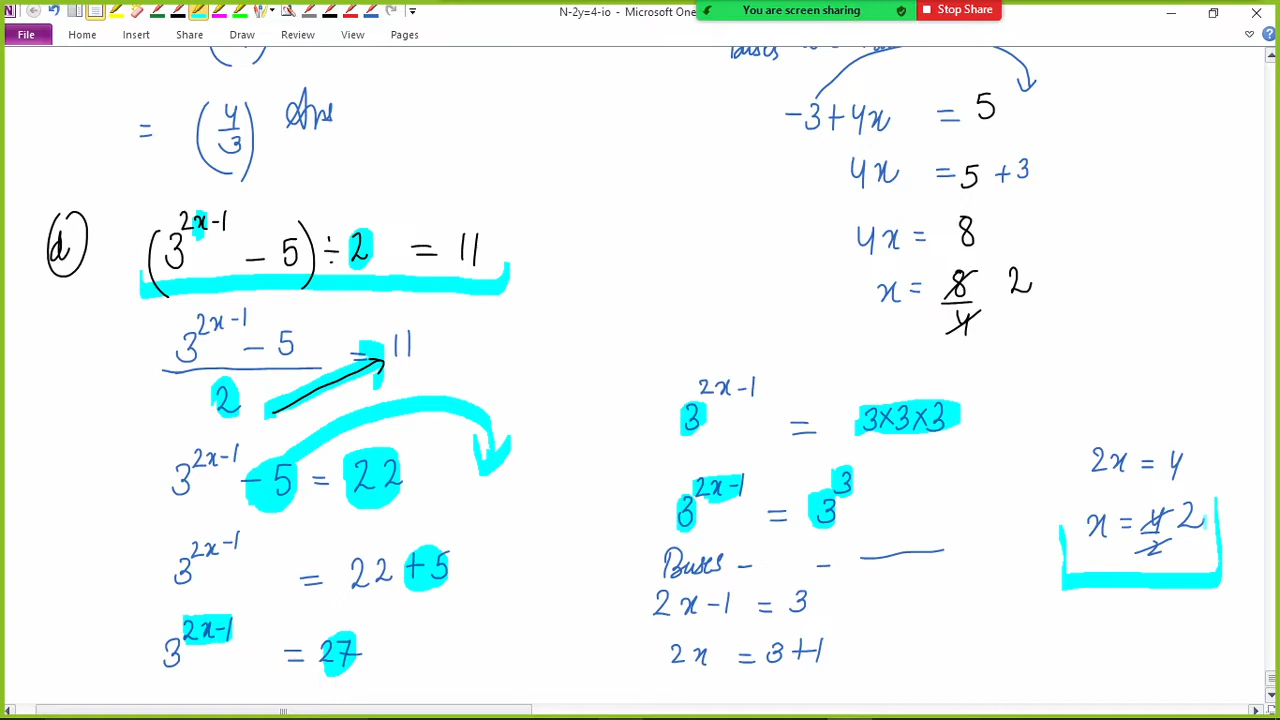 N-2y=4-io - Microsoft One
You are screen sharing
Stop Share
File Home Insert Share Draw Review View Pages
= (4/3) Ans
(d) (3^(2x-1) - 5) ÷ 2 = 11
(3^(2x-1) - 5)/2 = 11
3^(2x-1) - 5 = 22
3^(2x-1) = 22 + 5
3^(2x-1) = 27
-3+4x = 5
4x = 5 + 3
4x = 8
x = 8/4 2
3^(2x-1) = 3×3×3
3^(2x-1) = 3^3
Bases - -
2x-1 = 3
2x = 3+1
2x = 4
x = 4/2 2